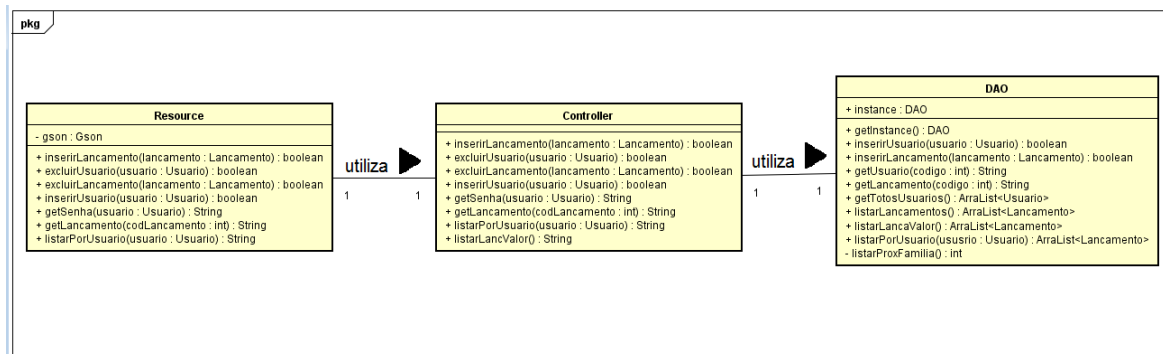 pkg
Resource
- gson : Gson
+ inserirLancamento(lancamento : Lancamento) : boolean
+ excluirUsuario(usuario : Usuario) : boolean
+ excluirLancamento(lancamento : Lancamento) : boolean
+ inserirUsuario(usuario : Usuario) : boolean
+ getSenha(usuario : Usuario) : String
+ getLancamento(codLancamento : int) : String
+ listarPorUsuario(usuario : Usuario) : String
utiliza
1
1
Controller
+ inserirLancamento(lancamento : Lancamento) : boolean
+ excluirUsuario(usuario : Usuario) : boolean
+ excluirLancamento(lancamento : Lancamento) : boolean
+ inserirUsuario(usuario : Usuario) : boolean
+ getSenha(usuario : Usuario) : String
+ getLancamento(codLancamento : int) : String
+ listarPorUsuario(usuario : Usuario) : String
+ listarLancValor() : String
utiliza
1
1
DAO
+ instance : DAO
+ getInstance() : DAO
+ inserirUsuario(usuario : Usuario) : boolean
+ inserirLancamento(lancamento : Lancamento) : boolean
+ getUsuario(codigo : int) : String
+ getLancamento(codigo : int) : String
+ getTotosUsuarios() : ArraList<Usuario>
+ listarLancamentos() : ArraList<Lancamento>
+ listarLancaValor() : ArraList<Lancamento>
+ listarPorUsuario(ususrio : Usuario) : ArraList<Lancamento>
- listarProxFamilia() : int